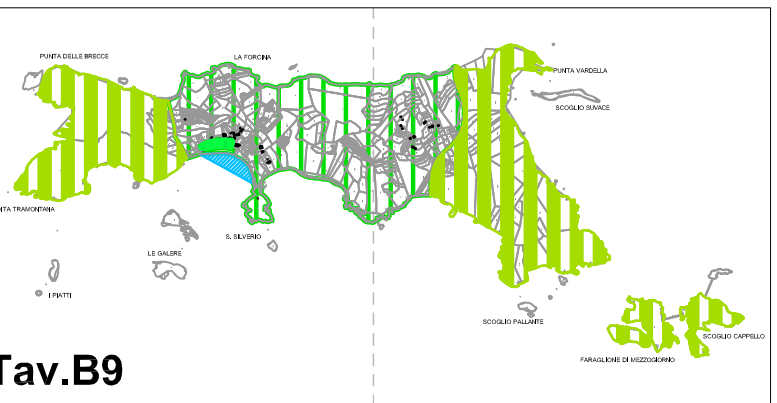 PUNTA DELLE BRECCE
LA FORCINA
PUNTA VARDELLA
SCOGLIO SUVACE
NTA TRAMONTANA
S. SILVERIO
LE GALERE
I PIATTI
SCOGLIO PALLANTE
SCOGLIO CAPPELLO
FARAGLIONE DI MEZZOGIORNO
Tav.B9